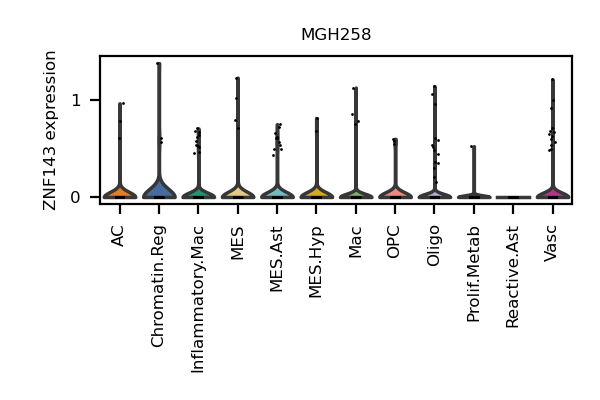 MGH258
ZNF143 expression
1
0
AC
Chromatin.Reg
Inflammatory.Mac
MES
MES.Ast
MES.Hyp
Mac
OPC
Oligo
Prolif.Metab
Reactive.Ast
Vasc